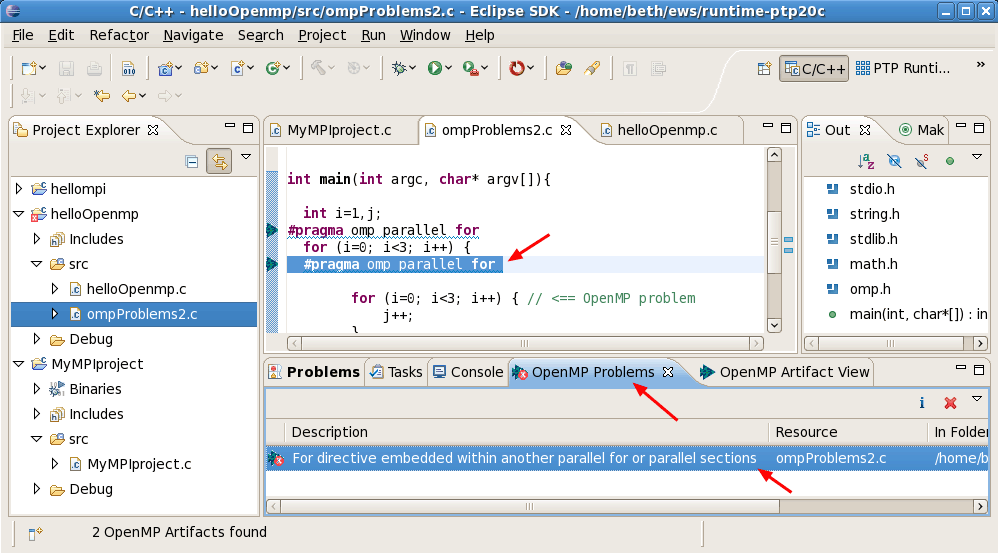 C/C++ - helloOpenmp/src/ompProblems2.c - Eclipse SDK - /home/beth/ews/runtime-ptp20c
File Edit Refactor Navigate Search Project Run Window Help
010 C/C++ PTP Runti... »
Project Explorer
hellompi
helloOpenmp
Includes
src
helloOpenmp.c
ompProblems2.c
Debug
MyMPIproject
Binaries
Includes
src
MyMPIproject.c
Debug
MyMPIproject.c ompProblems2.c helloOpenmp.c
int main(int argc, char* argv[]){
int i=1,j;
#pragma omp parallel for
for (i=0; i<3; i++) {
#pragma omp parallel for
for (i=0; i<3; i++) { // <== OpenMP problem
j++;
}
Out Mak
stdio.h
string.h
stdlib.h
math.h
omp.h
main(int, char*[]) : in
Problems Tasks Console OpenMP Problems OpenMP Artifact View
Description Resource In Folder
For directive embedded within another parallel for or parallel sections ompProblems2.c /home/b
2 OpenMP Artifacts found